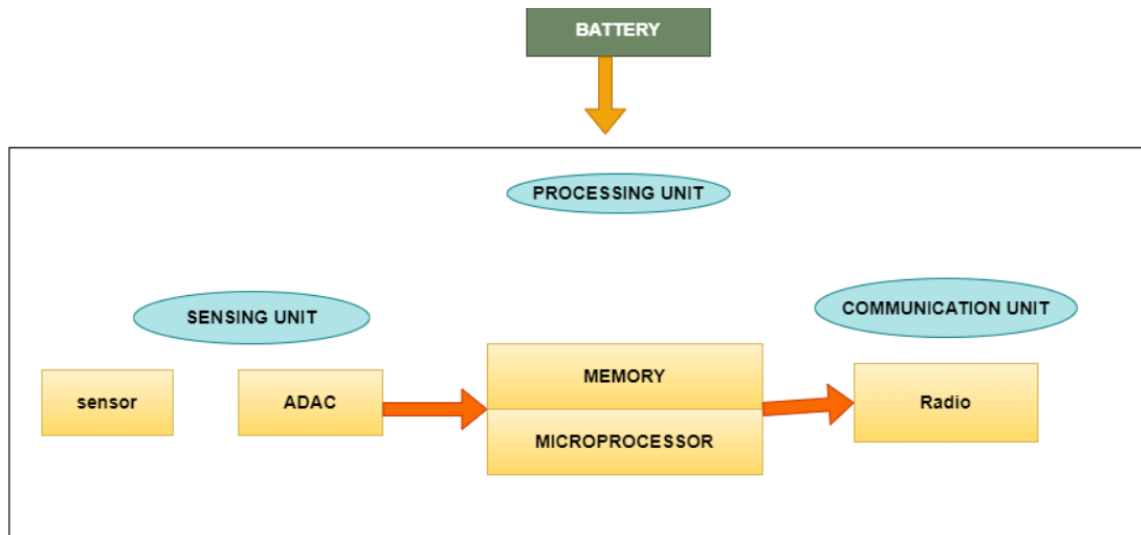 BATTERY
PROCESSING UNIT
SENSING UNIT
COMMUNICATION UNIT
sensor
ADAC
MEMORY
MICROPROCESSOR
Radio